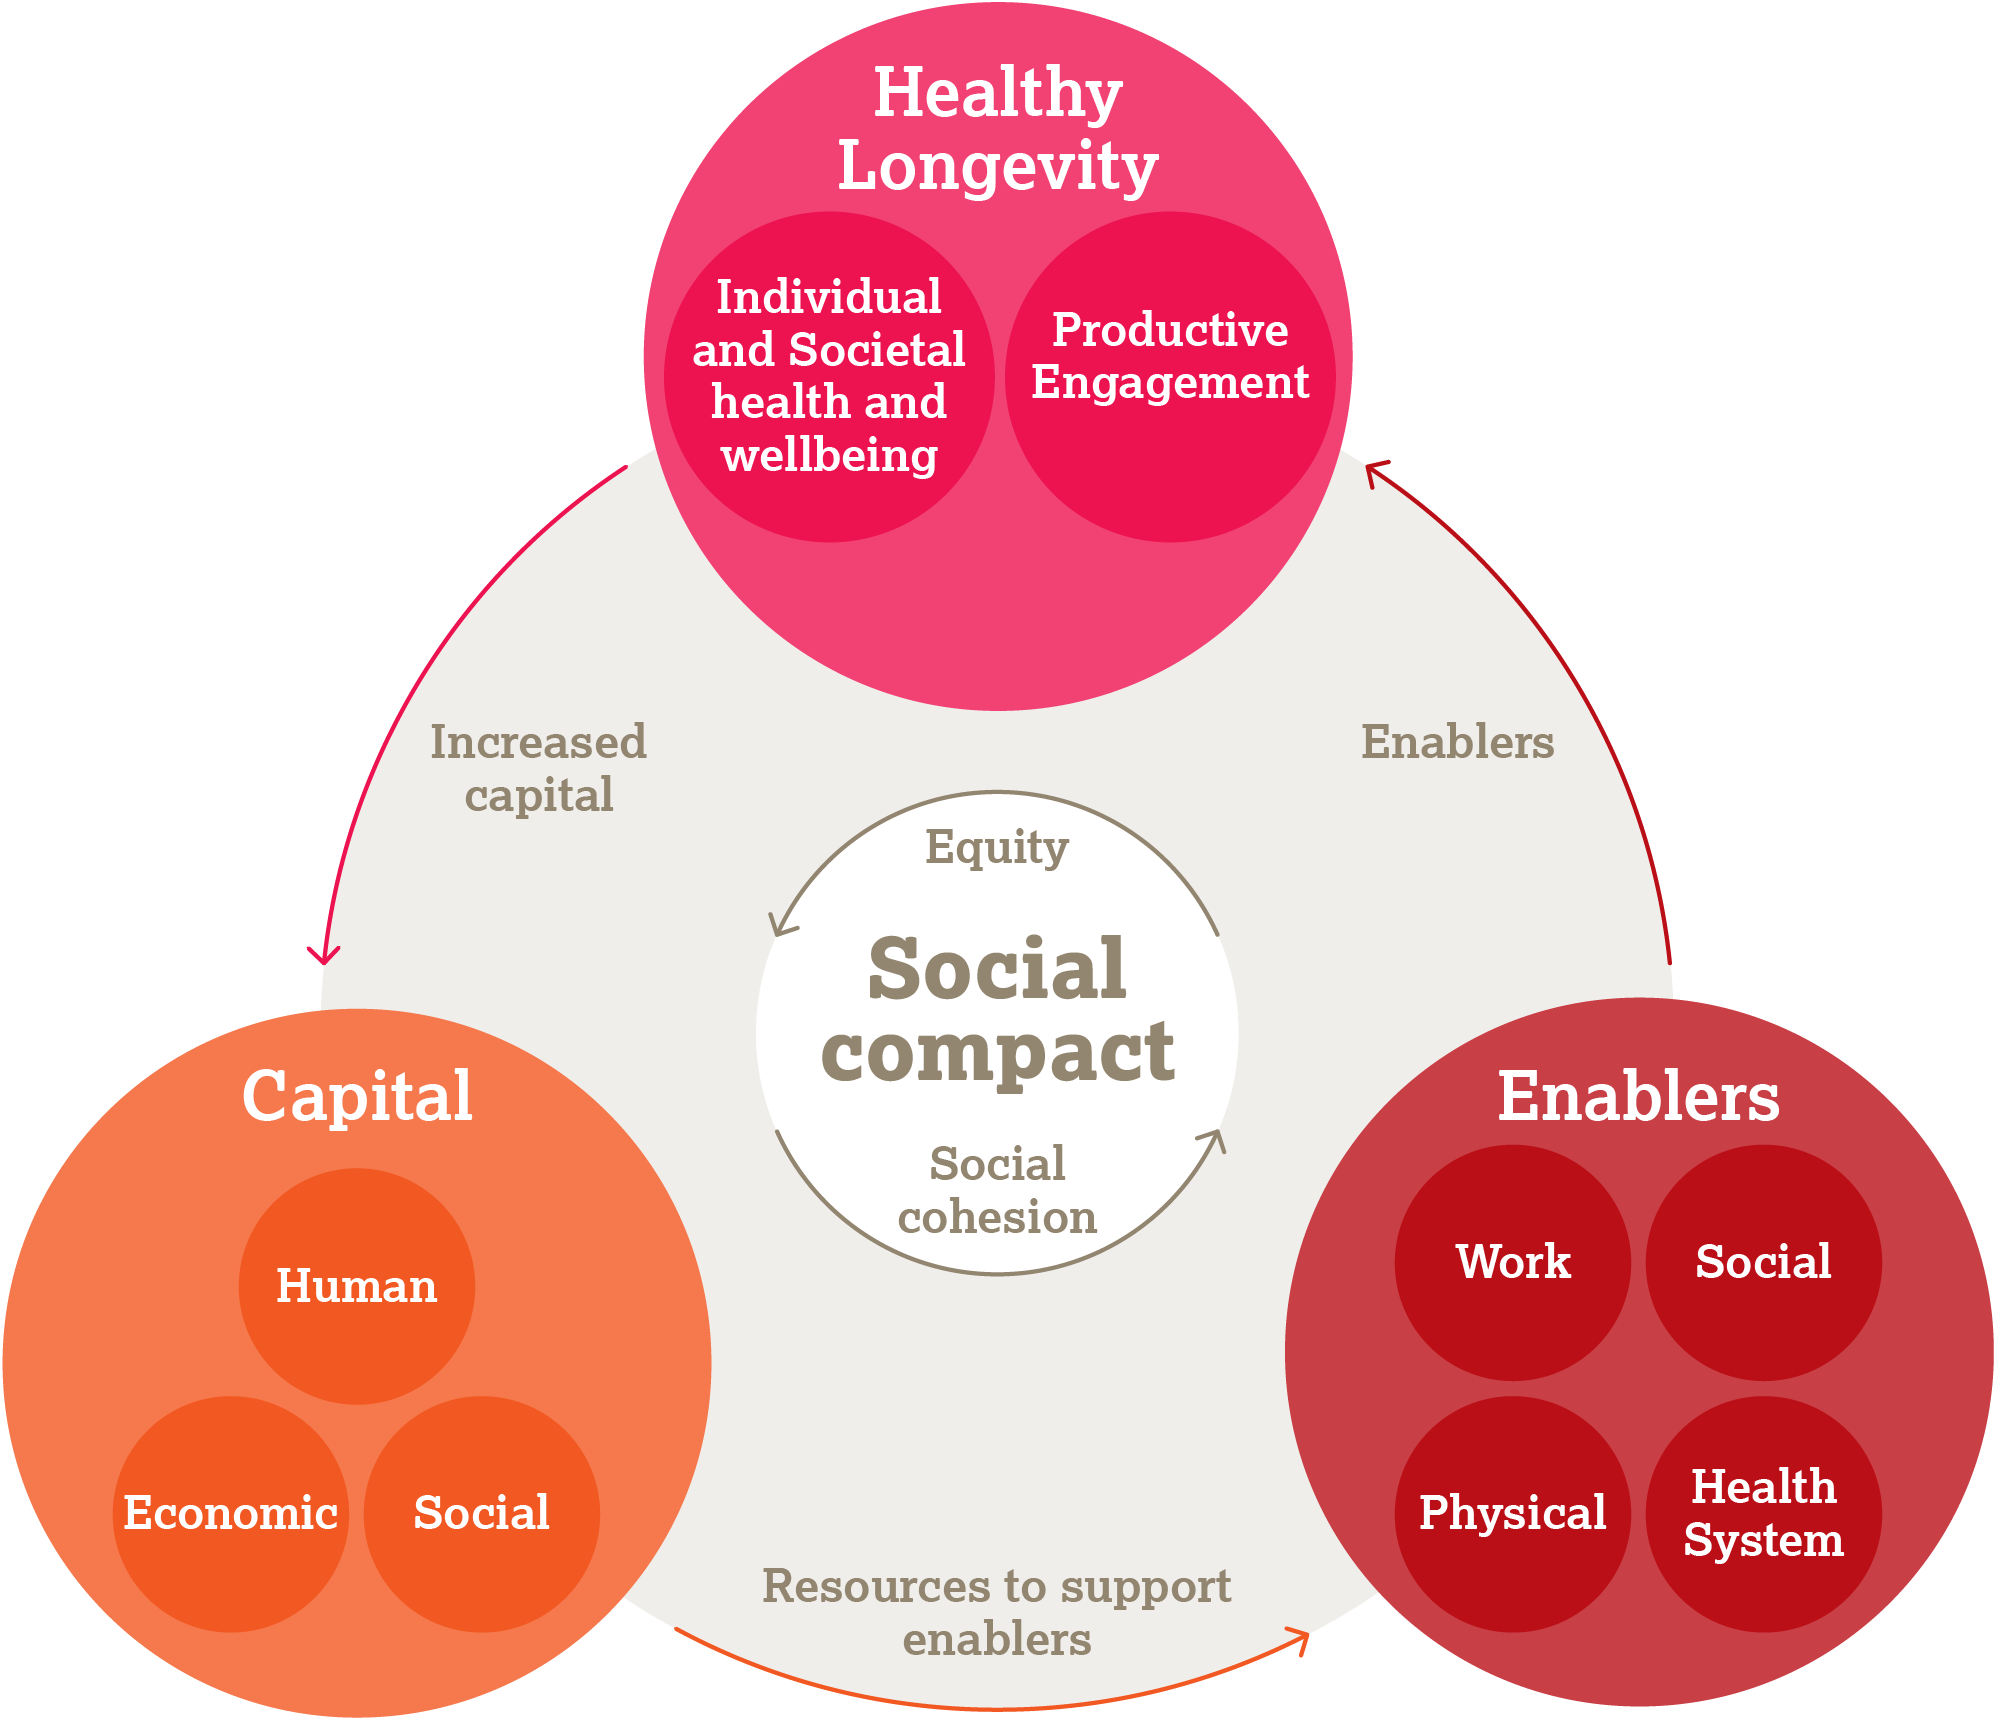 Healthy
Longevity
Individual
and Societal
health and
wellbeing
Productive
Engagement
Increased
capital
Enablers
Equity
Social
compact
Social
cohesion
Capital
Human
Economic
Social
Enablers
Work
Social
Physical
Health
System
Resources to support
enablers